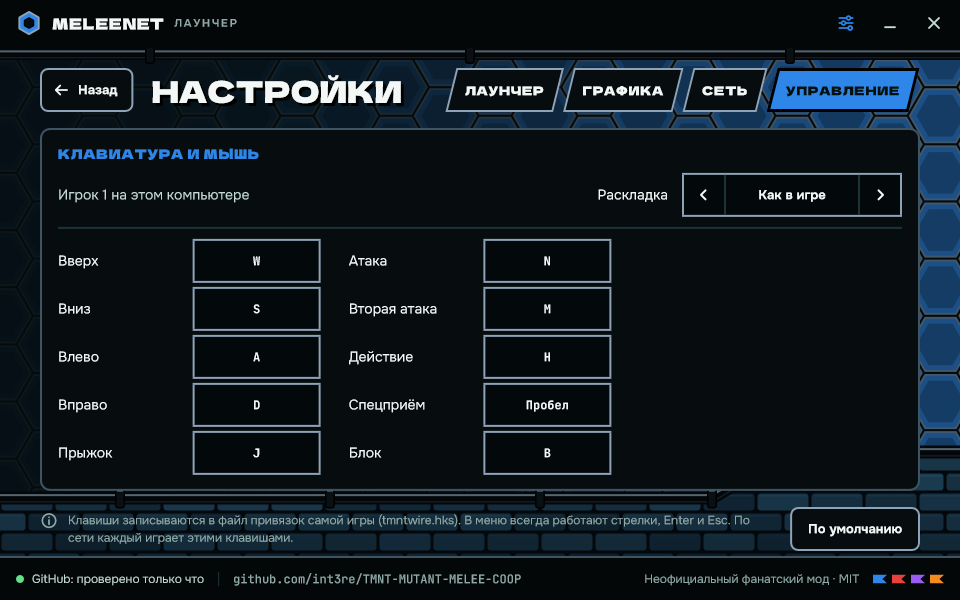 MELEENET ЛАУНЧЕР
← Назад
НАСТРОЙКИ
ЛАУНЧЕР ГРАФИКА СЕТЬ УПРАВЛЕНИЕ
КЛАВИАТУРА И МЫШЬ
Игрок 1 на этом компьютере Раскладка Как в игре
Вверх W Атака N
Вниз S Вторая атака M
Влево A Действие H
Вправо D Спецприём Пробел
Прыжок J Блок B
Клавиши записываются в файл привязок самой игры (tmntwire.hks). В меню всегда работают стрелки, Enter и Esc. По
сети каждый играет этими клавишами.
По умолчанию
GitHub: проверено только что github.com/int3re/TMNT-MUTANT-MELEE-COOP Неофициальный фанатский мод · MIT